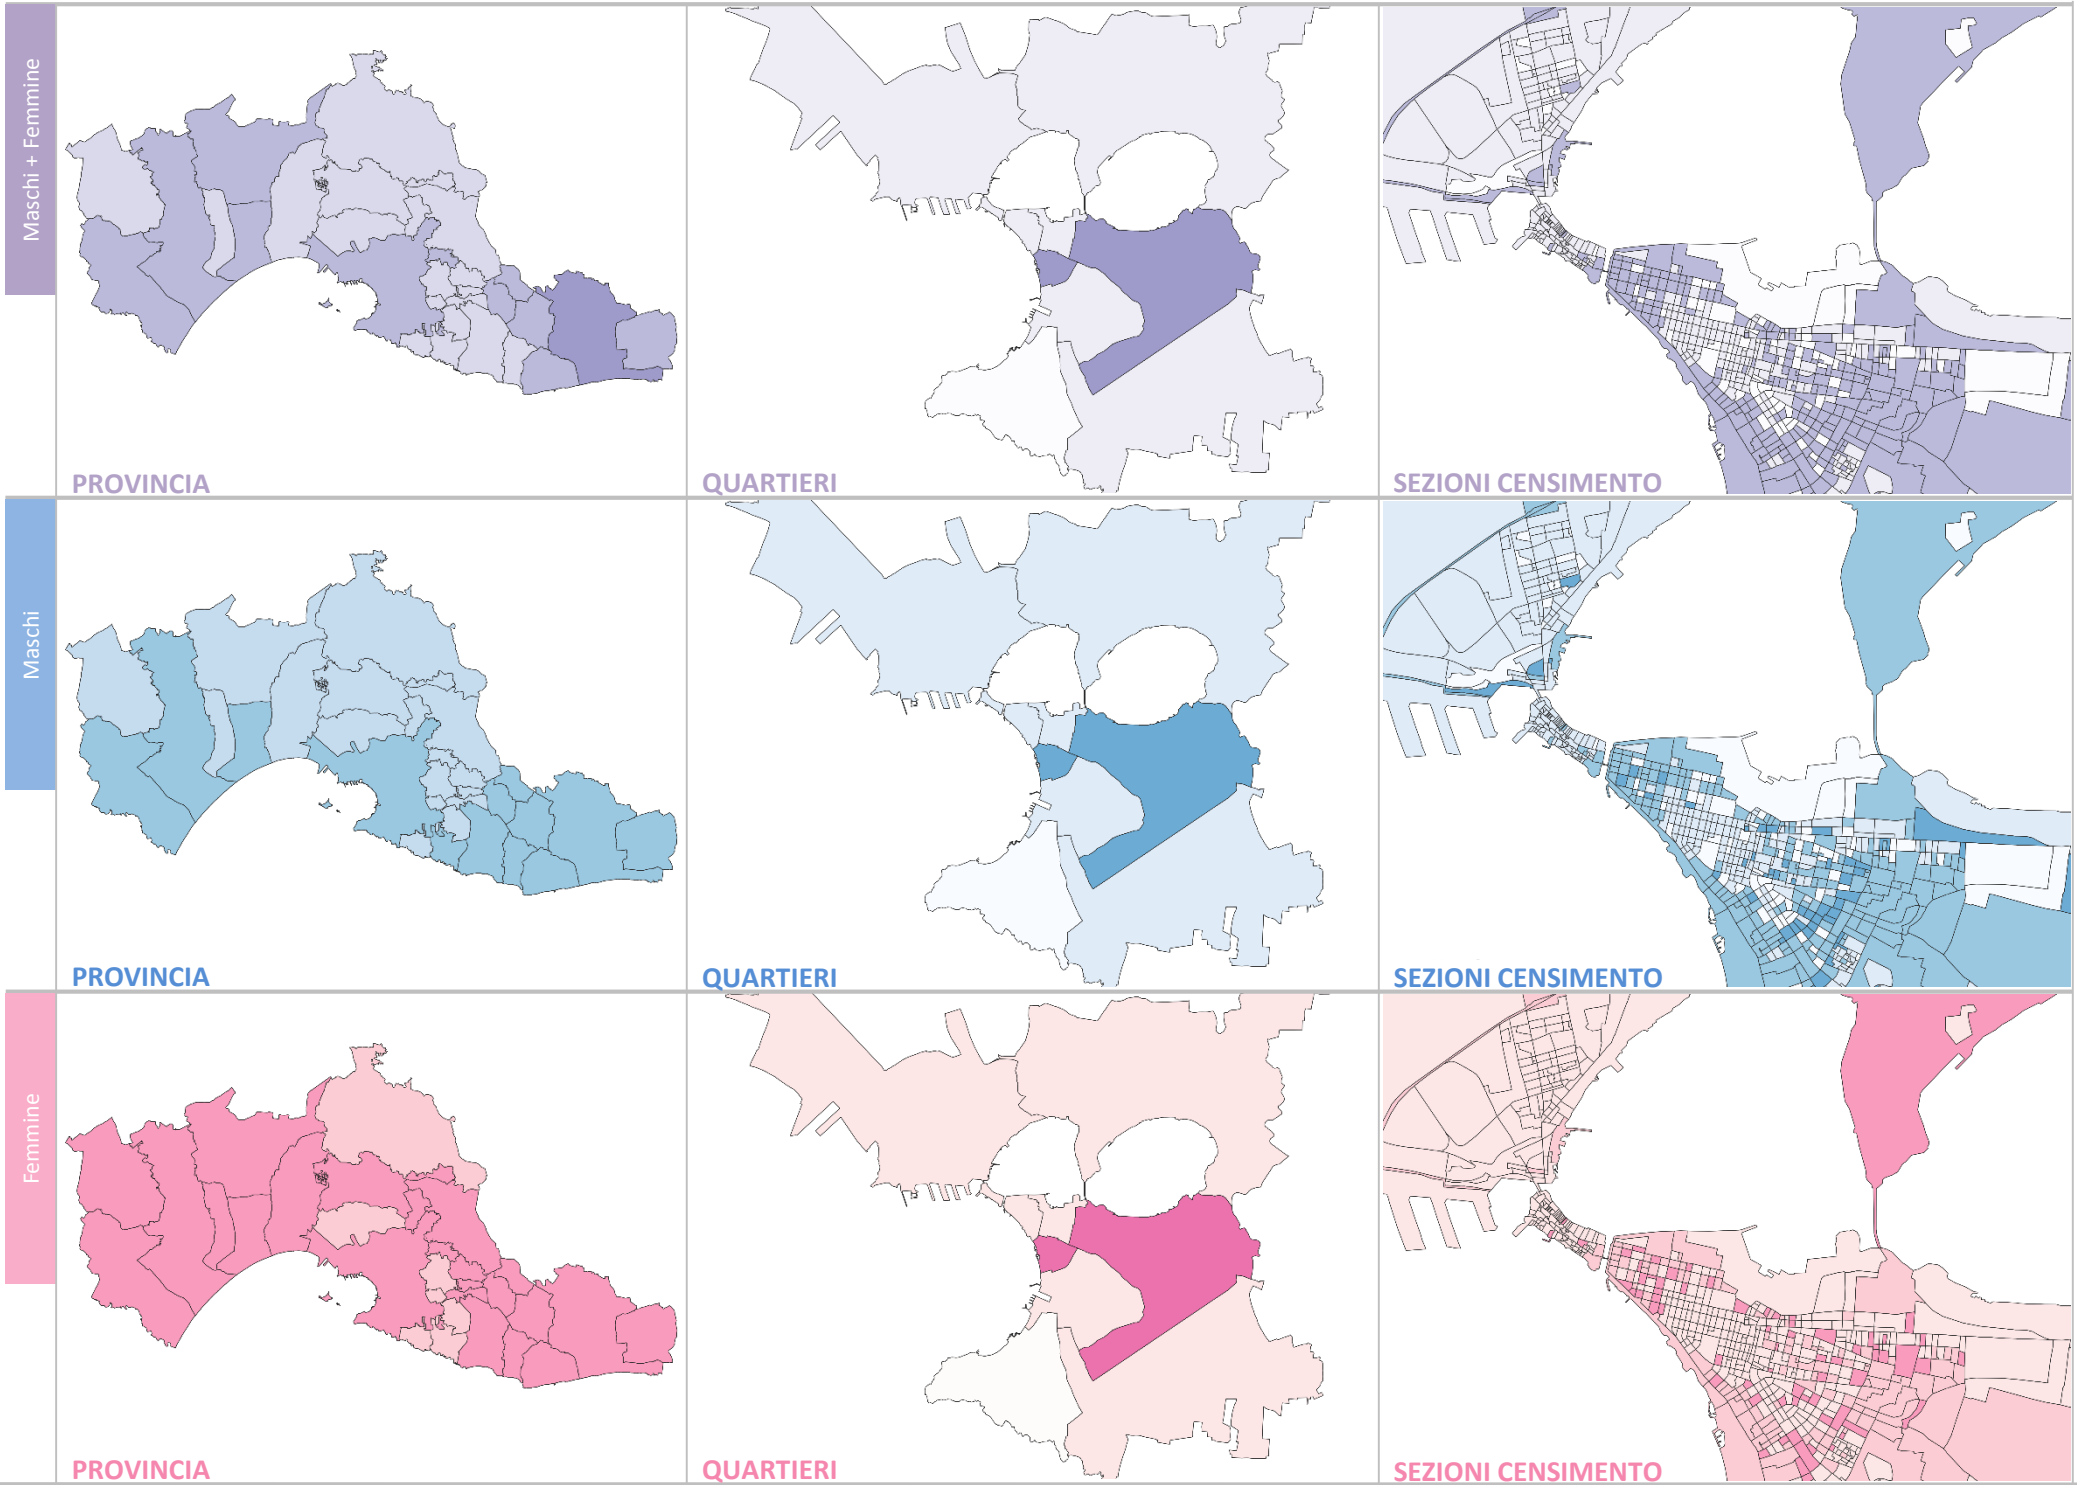 Maschi + Femmine
PROVINCIA
QUARTIERI
SEZIONI CENSIMENTO
Maschi
PROVINCIA
QUARTIERI
SEZIONI CENSIMENTO
Femmine
PROVINCIA
QUARTIERI
SEZIONI CENSIMENTO